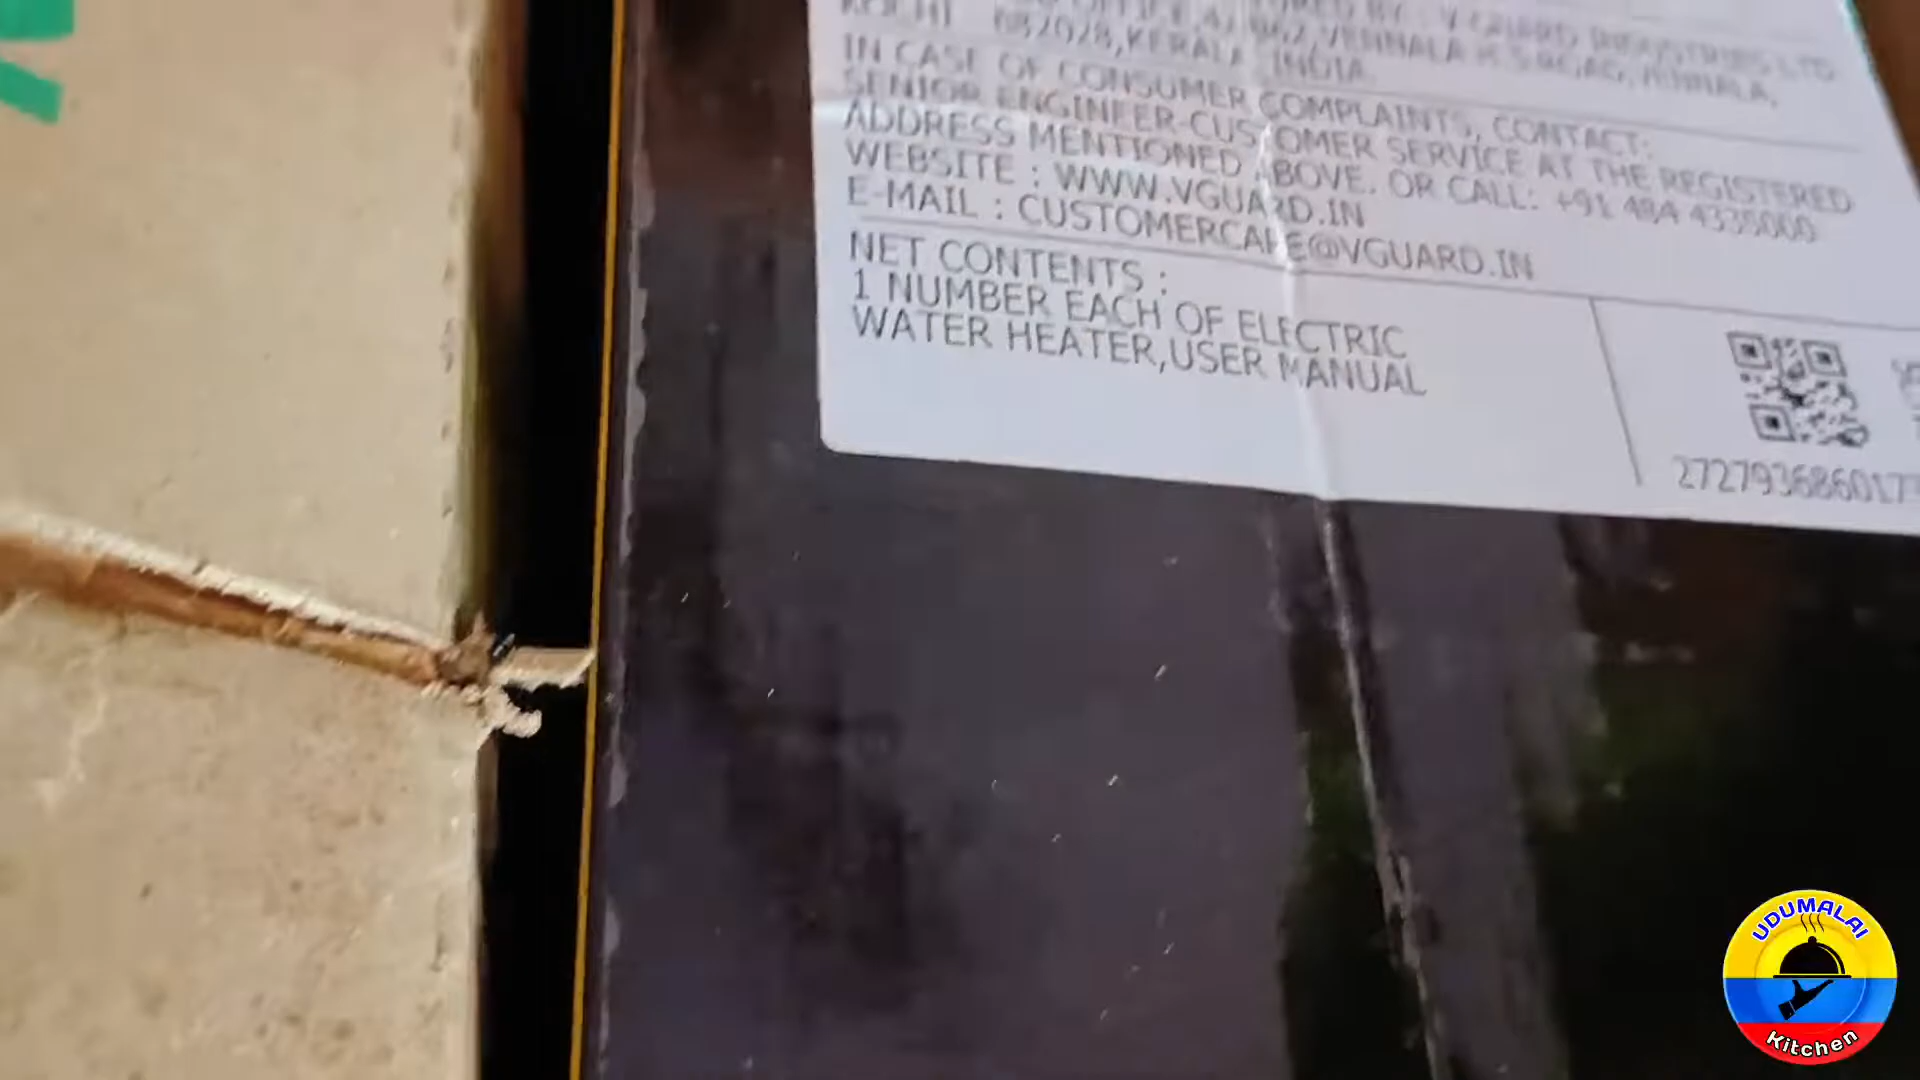 KOCHI - 682028, KERALA, INDIA.
IN CASE OF CONSUMER COMPLAINTS, CONTACT:
SENIOR ENGINEER-CUSTOMER SERVICE AT THE REGISTERED
ADDRESS MENTIONED ABOVE. OR CALL: +91 484 4335000
WEBSITE : WWW.VGUARD.IN
E-MAIL : CUSTOMERCARE@VGUARD.IN
NET CONTENTS :
1 NUMBER EACH OF ELECTRIC
WATER HEATER,USER MANUAL
UDUMALAI
Kitchen